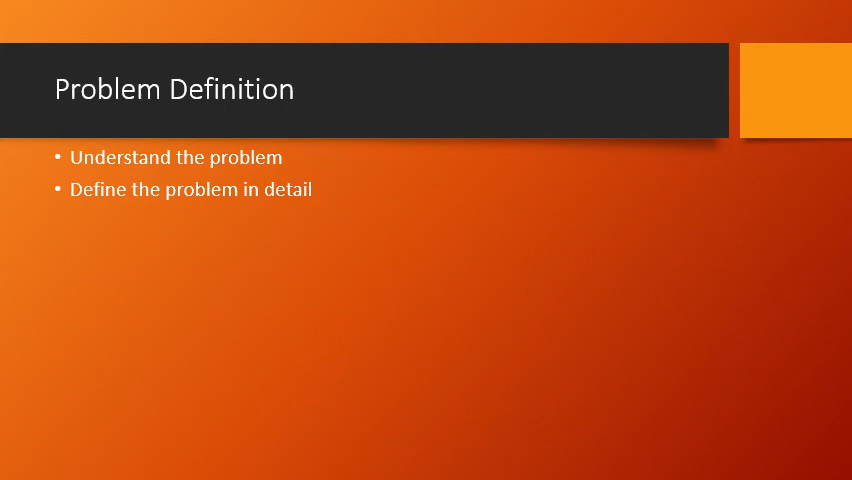 Problem Definition
• Understand the problem
• Define the problem in detail